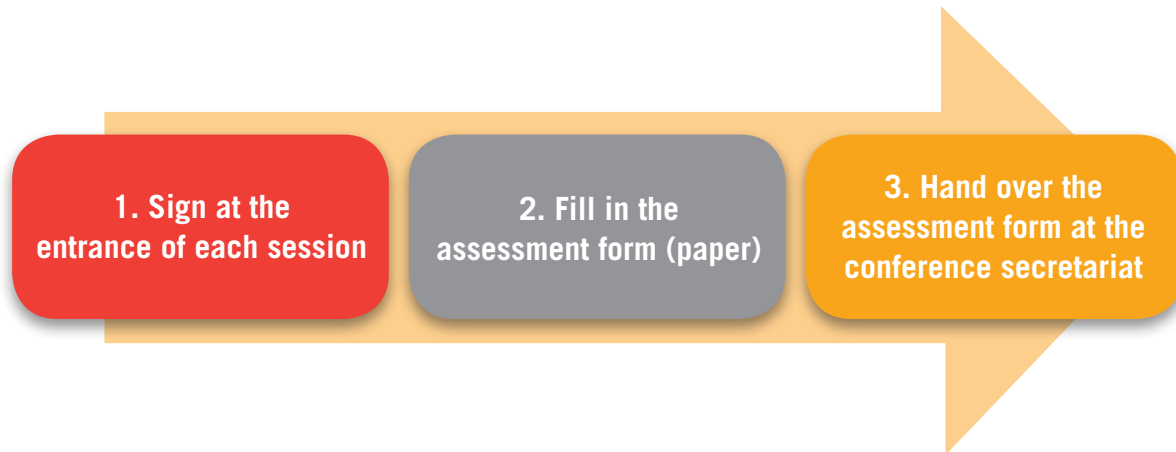 1. Sign at the
entrance of each session
2. Fill in the
assessment form (paper)
3. Hand over the
assessment form at the
conference secretariat